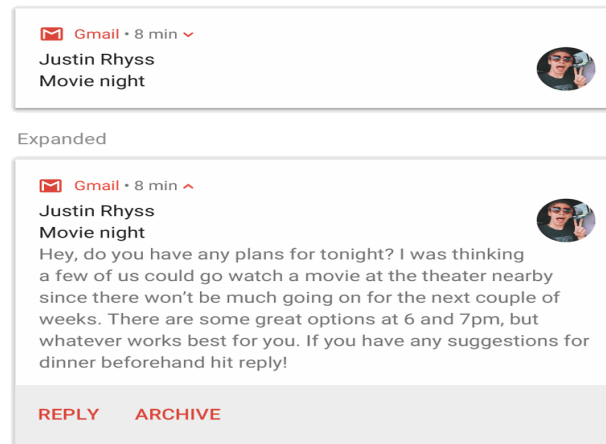 Gmail • 8 min
Justin Rhyss
Movie night
Expanded
Gmail • 8 min
Justin Rhyss
Movie night
Hey, do you have any plans for tonight? I was thinking
a few of us could go watch a movie at the theater nearby
since there won’t be much going on for the next couple of
weeks. There are some great options at 6 and 7pm, but
whatever works best for you. If you have any suggestions for
dinner beforehand hit reply!
REPLY ARCHIVE